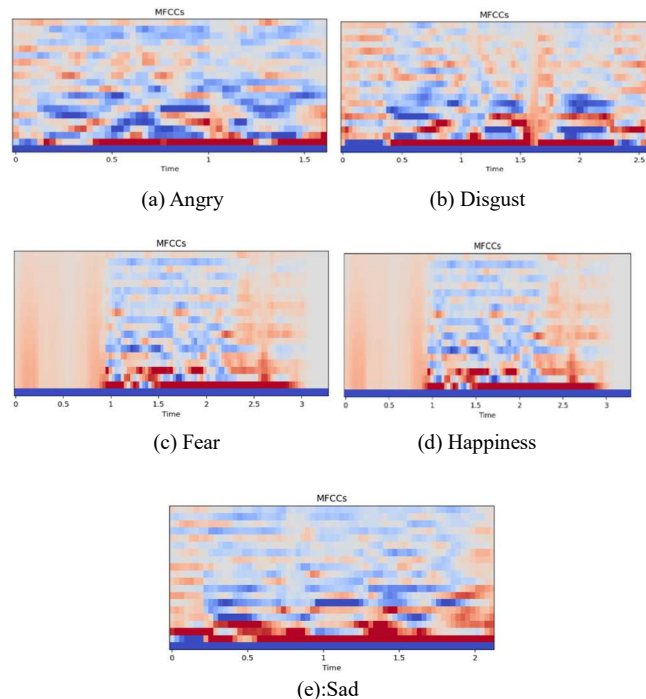 MFCCs
MFCCs
0 0.5 1 1.5
0 0.5 1 1.5 2 2.5
Time
Time
(a) Angry
(b) Disgust
MFCCs
MFCCs
0 0.5 1 1.5 2 2.5 3
0 0.5 1 1.5 2 2.5 3
Time
Time
(c) Fear
(d) Happiness
MFCCs
0 0.5 1 1.5 2
Time
(e):Sad